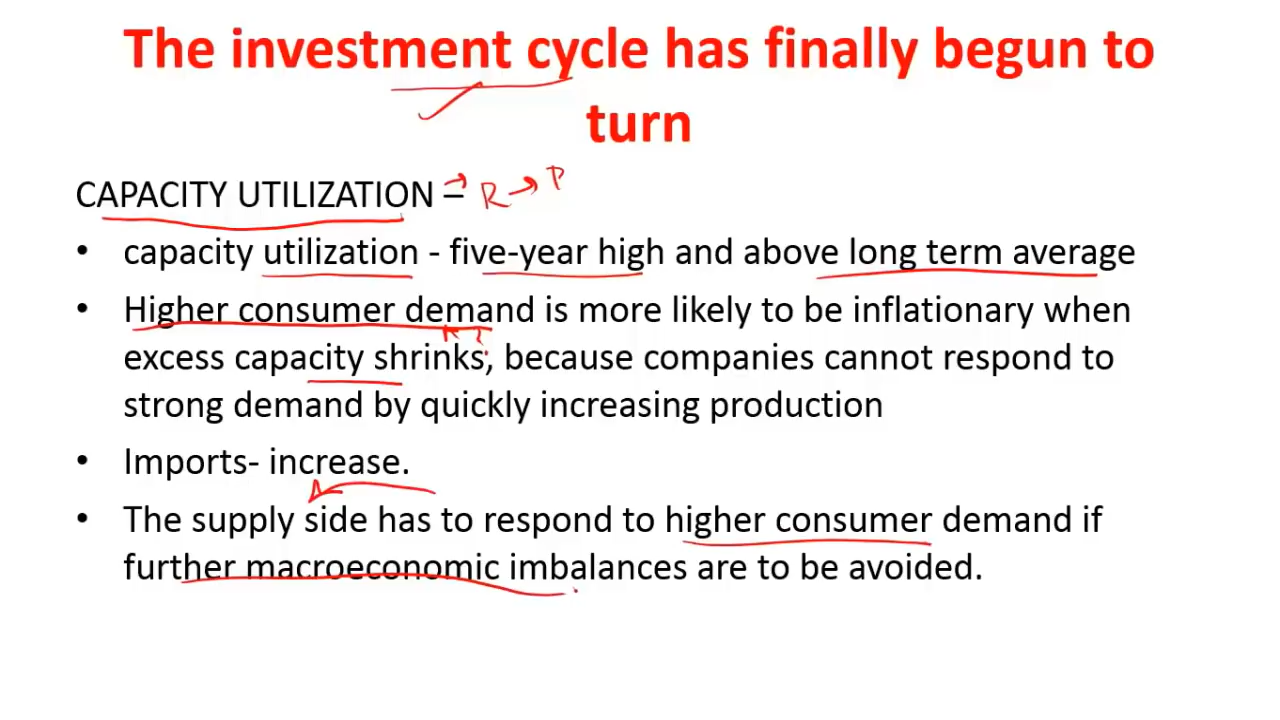 The investment cycle has finally begun to
turn
CAPACITY UTILIZATION – → R → P
• capacity utilization - five-year high and above long term average
• Higher consumer demand is more likely to be inflationary when
excess capacity shrinks, because companies cannot respond to
strong demand by quickly increasing production
• Imports- increase.
• The supply side has to respond to higher consumer demand if
further macroeconomic imbalances are to be avoided.